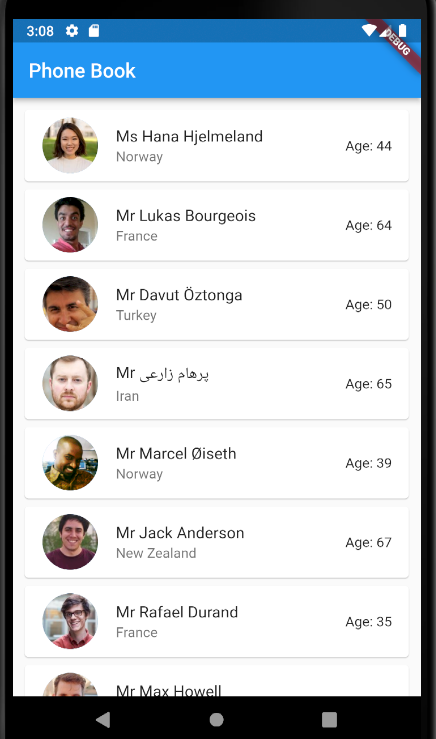 3:08
DEBUG
Phone Book
Ms Hana Hjelmeland
Norway
Age: 44
Mr Lukas Bourgeois
France
Age: 64
Mr Davut Öztonga
Turkey
Age: 50
Mr پرهام زارعی
Iran
Age: 65
Mr Marcel Øiseth
Norway
Age: 39
Mr Jack Anderson
New Zealand
Age: 67
Mr Rafael Durand
France
Age: 35
Mr Max Howell